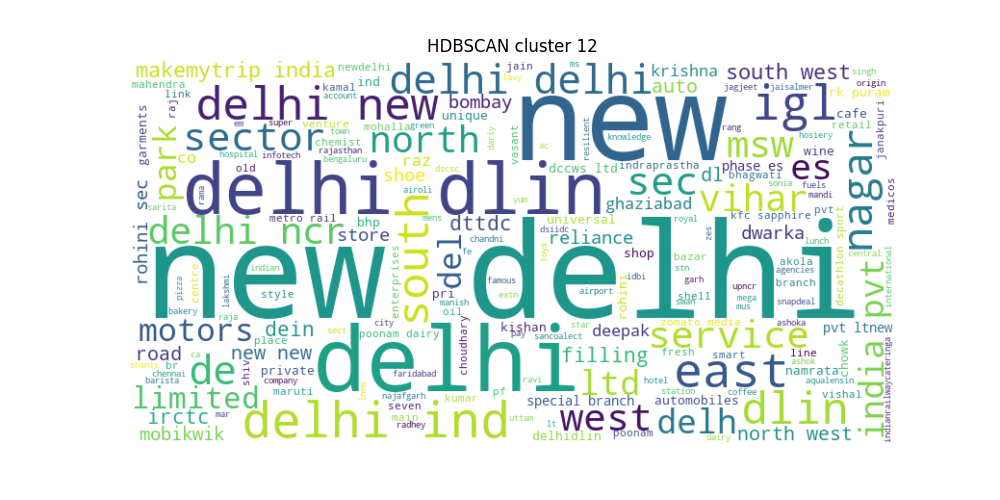 HDBSCAN cluster 12
makemytrip india
newdelhi
jain
lavy
ms
krishna
south west
singh
mahendra
link
raj
kamal
account
ind
delhi
delhi
auto
jagjeet
jaisalmer
origin
rk puram
delhi new
bombay
new
igl
cafe
retail
garments
em
super
venture
mohalla
green
unique
dariy
vasant
ac
resilient
knowledge
rang
hosiery
janakpuri
sector
town
chemist
north
msw
wine
park
co
hospital
infotech
rajasthan
bengaluru
raz
dscsc
dccws ltd
indraprastha
phase es
es
old
shoe
airoli
delhi dlin
sec
dl
bhagwati
sonia
fuels
mandi
nagar
medicos
rohini sec
rama
sarita
metro rail
bhp
south
mens
yum
ghaziabad
vihar
royal
kfc sapphire
pvt
delhi ncr
store
del
dttdc
chandni
fe
universal
dsiidc
reliance
toys
shop
zes
dwarka
lunch
decathlon sport
central
international
new delhi
pizza
centre
lakshmi
indian
style
enterprises
famous
idbi
airport
extn
rohini
bazar
stn
garh
shell
swan
upncr
mega
mus
akola
agencies
branch
snapdeal
bakery
raja
pri
manish
oil
india pvt
motors
sect
city
dein
place
poonam dairy
choudhary
kishan
pay
sancoalect
star
deepak
zomato media
service
ashoka
pvt ltnew
road
new new
delhi
filling
fresh
smart
line
ashok
chowk
namrata
shanti
br
ca
chennai
barista
de
shiv
private
company
maruti
faridabad
najafgarh
ravi
ltd
hotel
station
east
coffee
aqualensin
vishal
indianrailwaycateringa
limited
seven
kumar
pf
special branch
automobiles
irctc
mar
delhi ind
main
radhey
uttam
lt
west
delh
dlin
mobikwik
delhidlin
poonam
dairy
north west